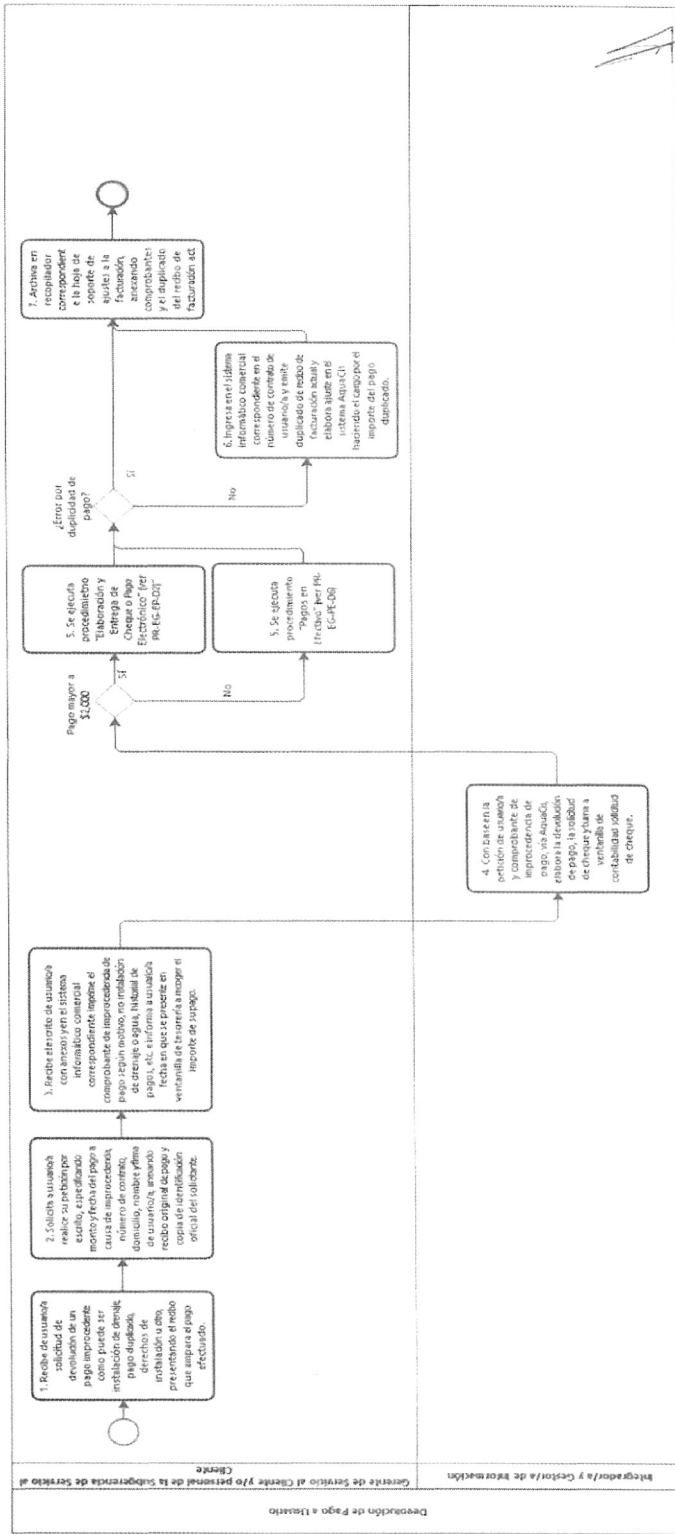 Devolución de Pago a Usuario
Gerente de Servicio al Cliente y/o personal de la Subgerencia de Servicio al
Cliente
Integrador/a y Gestor/a de Información
1. Recibe de usuario/a
solicitud de
devolución de un
pago improcedente
como puede ser
instalación de drenaje,
pago duplicado,
derechos de
instalación u otro,
presentando el recibo
que ampara el pago
efectuado.
2. Solicita a usuario/a
realice su petición por
escrito, especificando
monto y fecha del pago a
causa de improcedencia,
número de contrato,
domicilio, nombre y firma
de usuario/a, anexando
recibo original de pago y
copia de identificación
oficial del solicitante.
3. Recibe el escrito de usuario/a
con anexos y en el sistema
informático comercial
correspondiente imprime el
comprobante de improcedencia de
pago según motivo, no instalación
de drenaje o agua, historial de
pagos, etc. e informa a usuario/a
fecha en que se presente en
ventanilla de tesorería a recoger el
importe de su pago.
4. Con base en la
petición de usuario/a
y comprobante de
improcedencia de
pago, vía AquaCis,
elabora la devolución
de pago, la solicitud
de cheque y turna a
ventanilla de
contabilidad solicitud
de cheque.
Pago mayor a
$2,000
Sí
No
5. Se ejecuta
procedimietno
"Elaboración y
Entrega de
Cheque o Pago
Electrónico" (ver
PR-EG-EP-02)"
5. Se ejecuta
procedimiento
"Pagos en
Efectivo" (ver PR-
EG-PE-06)
¿Error por
duplicidad de
pago?
Sí
No
6. Ingresa en el sistema
informático comercial
correspondiente en el
número de contrato de
usuario/a y emite
duplicado de recibo de
facturación actual y
elabora ajuste en el
sistema AquaCis
haciendo el cargo por el
importe del pago
duplicado.
7. Archiva en
recopilador
correspondient
e la hoja de
soporte de
ajustes a la
facturación,
anexando
comprobantes
y el duplicado
del recibo de
facturación act